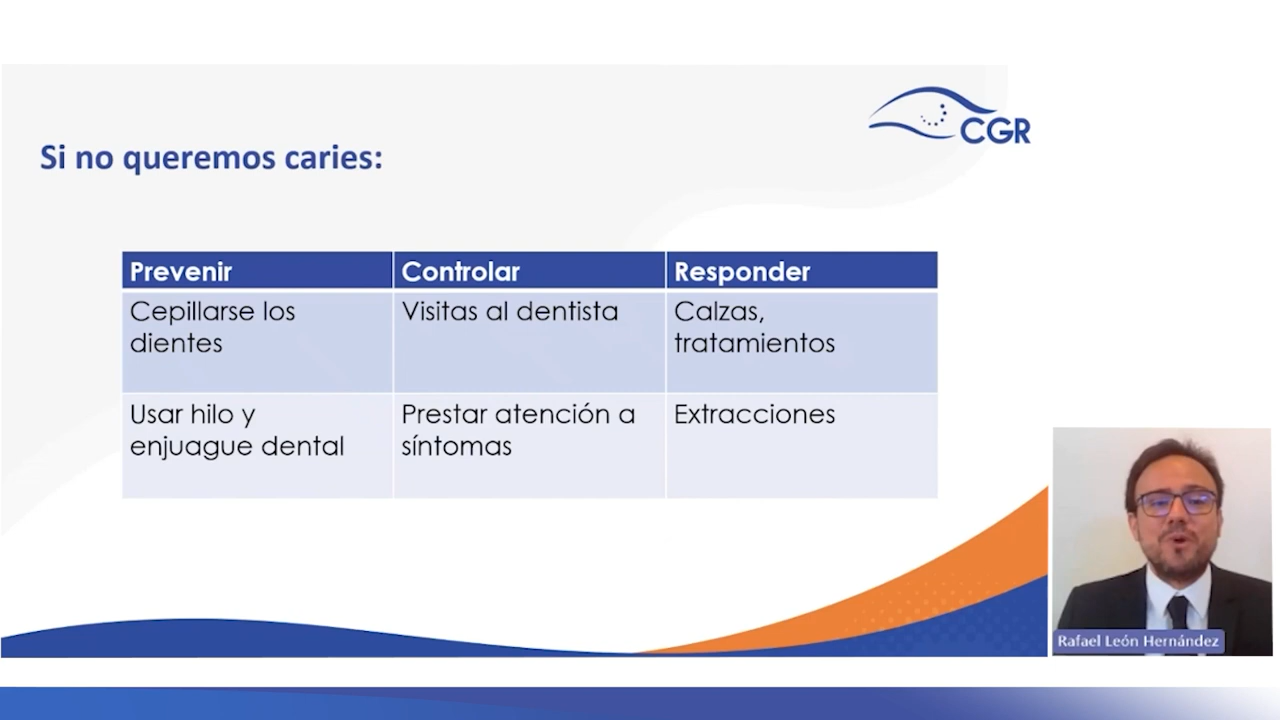 CGR
Si no queremos caries:
Prevenir
Controlar
Responder
Cepillarse los
dientes
Visitas al dentista
Calzas,
tratamientos
Usar hilo y
enjuague dental
Prestar atención a
síntomas
Extracciones
Rafael León Hernández